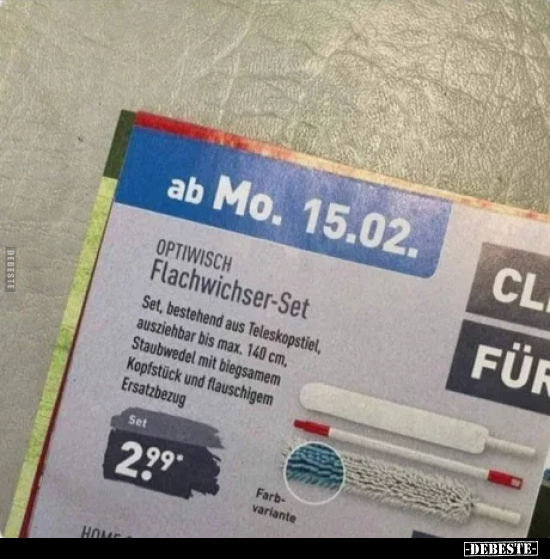 ab Mo. 15.02.
OPTIWISCH
Flachwichser-Set
Set, bestehend aus Teleskopstiel,
ausziehbar bis max. 140 cm,
Staubwedel mit biegsamem
Kopfstück und flauschigem
Ersatzbezug
Set
2.99*
Farb-
variante
CL
FÜR
HOME
DEBESTE
-DEBESTE-